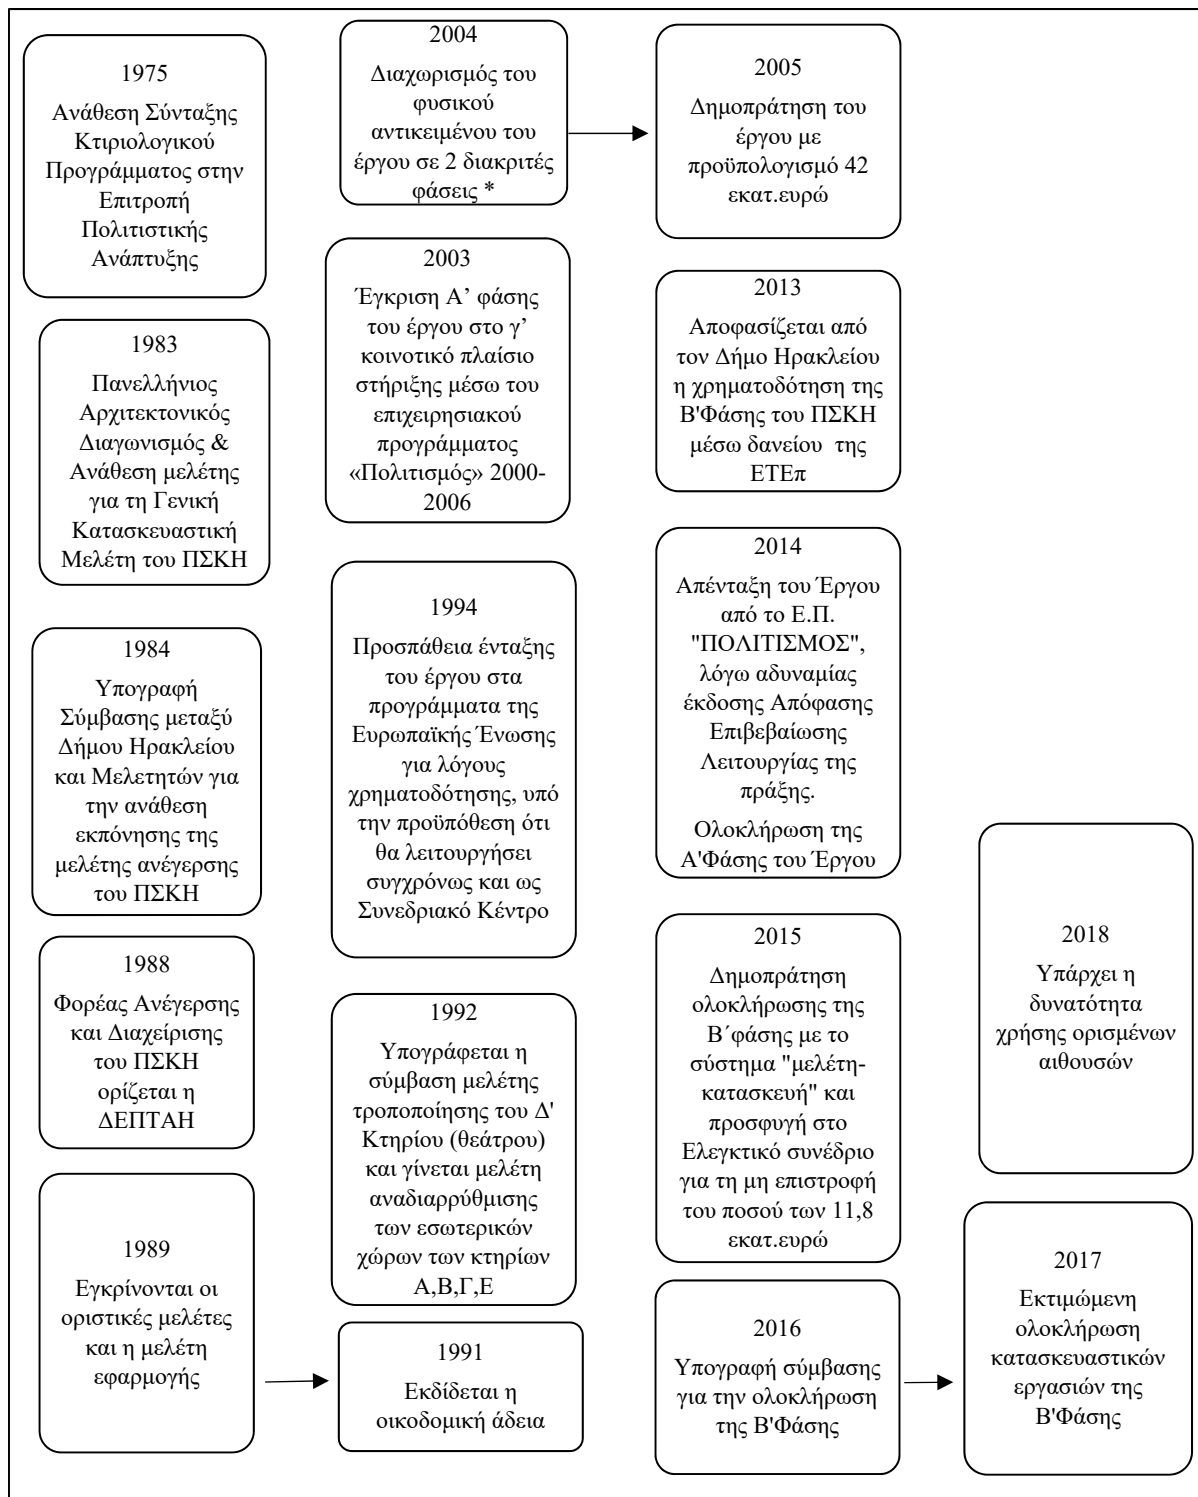 1975
Ανάθεση Σύνταξης
Κτιριολογικού
Προγράμματος στην
Επιτροπή
Πολιτιστικής
Ανάπτυξης
1983
Πανελλήνιος
Αρχιτεκτονικός
Διαγωνισμός &
Ανάθεση μελέτης
για τη Γενική
Κατασκευαστική
Μελέτη του ΠΣΚΗ
1984
Υπογραφή
Σύμβασης μεταξύ
Δήμου Ηρακλείου
και Μελετητών για
την ανάθεση
εκπόνησης της
μελέτης ανέγερσης
του ΠΣΚΗ
1988
Φορέας Ανέγερσης
και Διαχείρισης
του ΠΣΚΗ
ορίζεται η
ΔΕΠΤΑΗ
1989
Εγκρίνονται οι
οριστικές μελέτες
και η μελέτη
εφαρμογής
1991
Εκδίδεται η
οικοδομική άδεια
1992
Υπογράφεται η
σύμβαση μελέτης
τροποποίησης του Δ'
Κτηρίου (θεάτρου)
και γίνεται μελέτη
αναδιαρρύθμισης
των εσωτερικών
χώρων των κτηρίων
Α,Β,Γ,Ε
1994
Προσπάθεια ένταξης
του έργου στα
προγράμματα της
Ευρωπαϊκής Ένωσης
για λόγους
χρηματοδότησης, υπό
την προϋπόθεση ότι
θα λειτουργήσει
συγχρόνως και ως
Συνεδριακό Κέντρο
2003
Έγκριση Α’ φάσης
του έργου στο γ’
κοινοτικό πλαίσιο
στήριξης μέσω του
επιχειρησιακού
προγράμματος
«Πολιτισμός» 2000-
2006
2004
Διαχωρισμός του
φυσικού
αντικειμένου του
έργου σε 2 διακριτές
φάσεις *
2005
Δημοπράτηση του
έργου με
προϋπολογισμό 42
εκατ.ευρώ
2013
Αποφασίζεται από
τον Δήμο Ηρακλείου
η χρηματοδότηση της
Β'Φάσης του ΠΣΚΗ
μέσω δανείου της
ΕΤΕπ
2014
Απένταξη του Έργου
από το Ε.Π.
"ΠΟΛΙΤΙΣΜΟΣ",
λόγω αδυναμίας
έκδοσης Απόφασης
Επιβεβαίωσης
Λειτουργίας της
πράξης.
Ολοκλήρωση της
Α'Φάσης του Έργου
2015
Δημοπράτηση
ολοκλήρωσης της
Β΄φάσης με το
σύστημα "μελέτη-
κατασκευή" και
προσφυγή στο
Ελεγκτικό συνέδριο
για τη μη επιστροφή
του ποσού των 11,8
εκατ.ευρώ
2016
Υπογραφή σύμβασης
για την ολοκλήρωση
της Β'Φάσης
2017
Εκτιμώμενη
ολοκλήρωση
κατασκευαστικών
εργασιών της
Β'Φάσης
2018
Υπάρχει η
δυνατότητα
χρήσης ορισμένων
αιθουσών